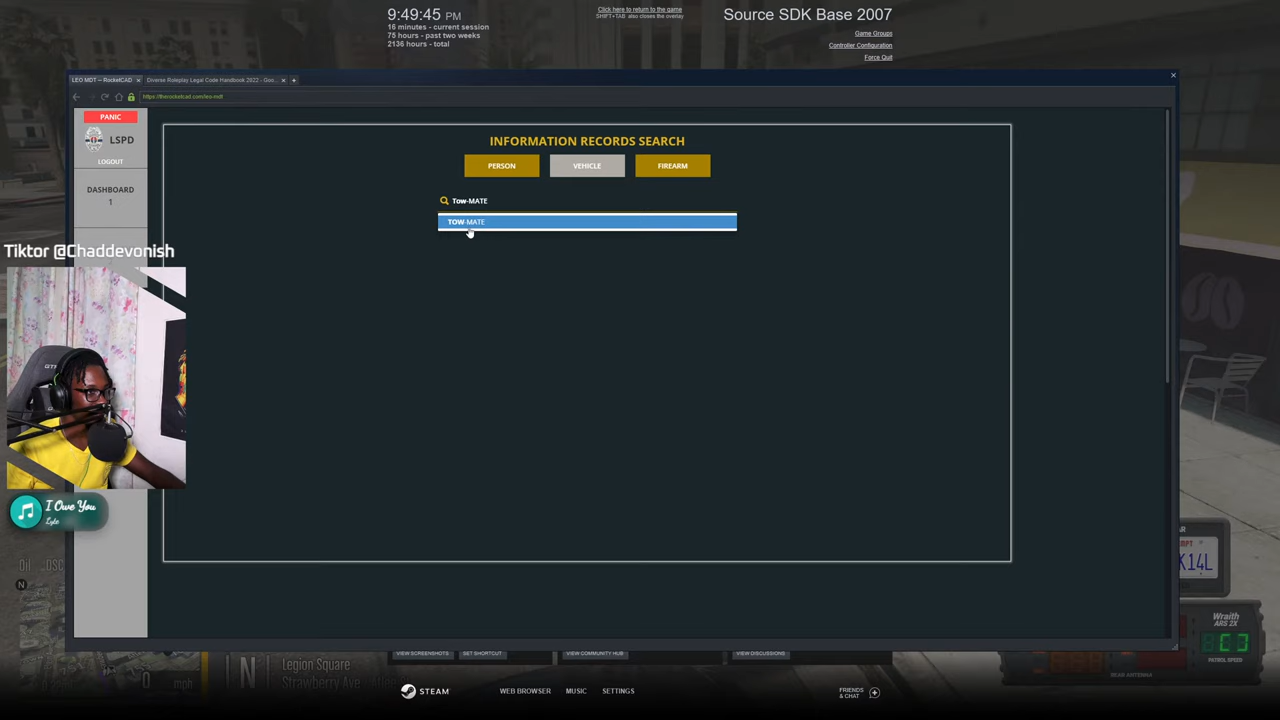 9:49:45 PM
16 minutes - current session
75 hours - past two weeks
2136 hours - total
Click here to return to the game
SHIFT+TAB also closes the overlay
Source SDK Base 2007
Game Groups
Controller Configuration
Force Quit
LEO MDT – RocketCAD ×
Diverse Roleplay Legal Code Handbook 2022 - Goo... ×
+
https://therocketcad.com/leo-mdt
PANIC
LSPD
LOGOUT
DASHBOARD
1
INFORMATION RECORDS SEARCH
PERSON
VEHICLE
FIREARM
Tow-MATE
TOW-MATE
Tiktor @Chaddevonish
I Owe You
Lyle
N
N
Legion Square
Strawberry Ave
0 mph
VIEW SCREENSHOTS
SET SHORTCUT
VIEW COMMUNITY HUB
VIEW DISCUSSIONS
STEAM
WEB BROWSER
MUSIC
SETTINGS
FRIENDS
& CHAT
Wraith
ARS 2X
PATROL SPEED
REAR ANTENNA